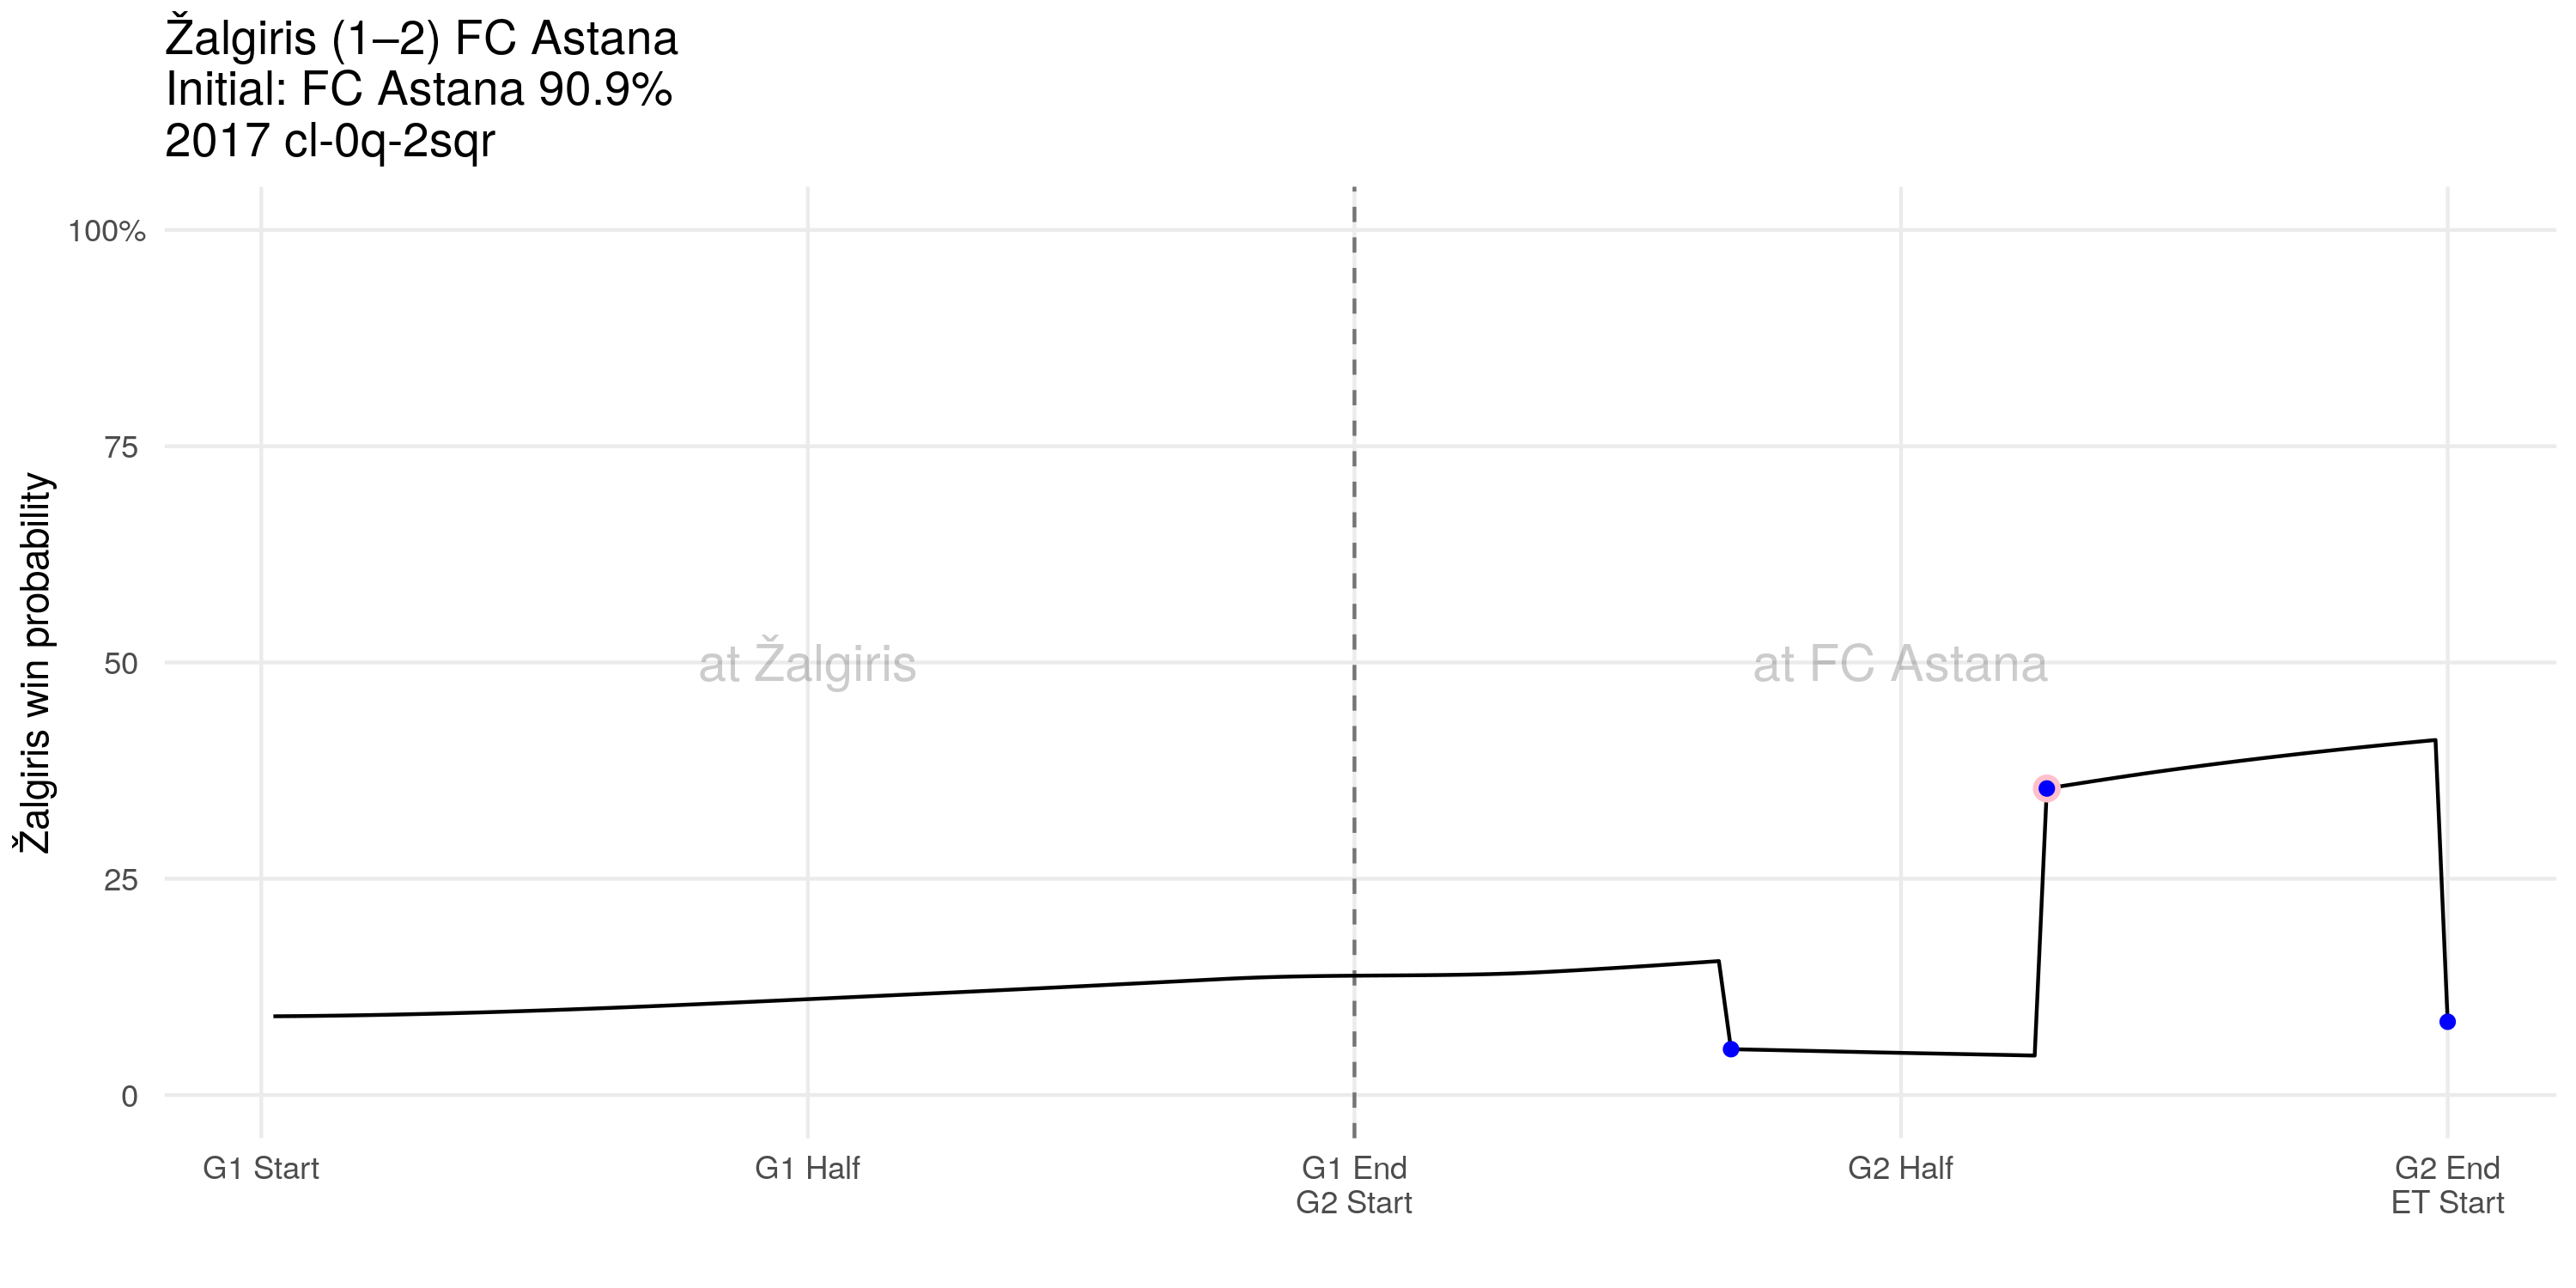 Žalgiris (1–2) FC Astana
Initial: FC Astana 90.9%
2017 cl-0q-2sqr
Žalgiris win probability
100%
75
50
25
0
at Žalgiris
at FC Astana
G1 Start
G1 Half
G1 End
G2 Start
G2 Half
G2 End
ET Start